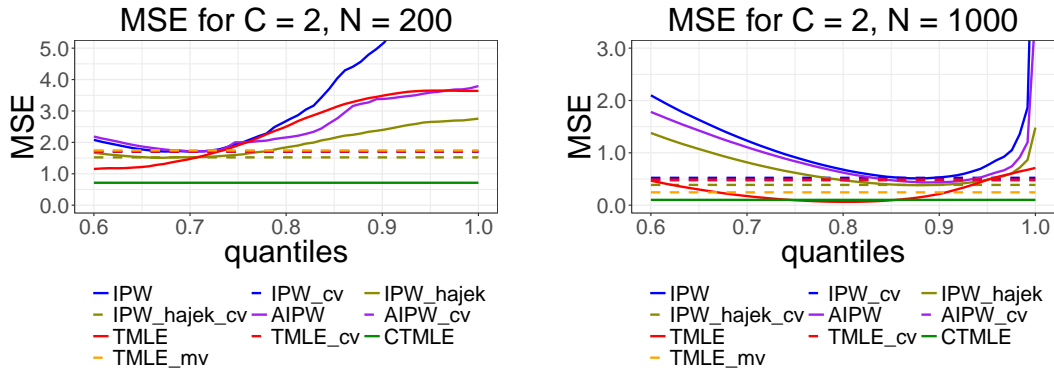 MSE for C = 2, N = 200
MSE
5.0
4.0
3.0
2.0
1.0
0.0
0.6 0.7 0.8 0.9 1.0
quantiles
IPW IPW_cv IPW_hajek
IPW_hajek_cv AIPW AIPW_cv
TMLE TMLE_cv CTMLE
TMLE_mv
MSE for C = 2, N = 1000
MSE
3.0
2.0
1.0
0.0
0.6 0.7 0.8 0.9 1.0
quantiles
IPW IPW_cv IPW_hajek
IPW_hajek_cv AIPW AIPW_cv
TMLE TMLE_cv CTMLE
TMLE_mv